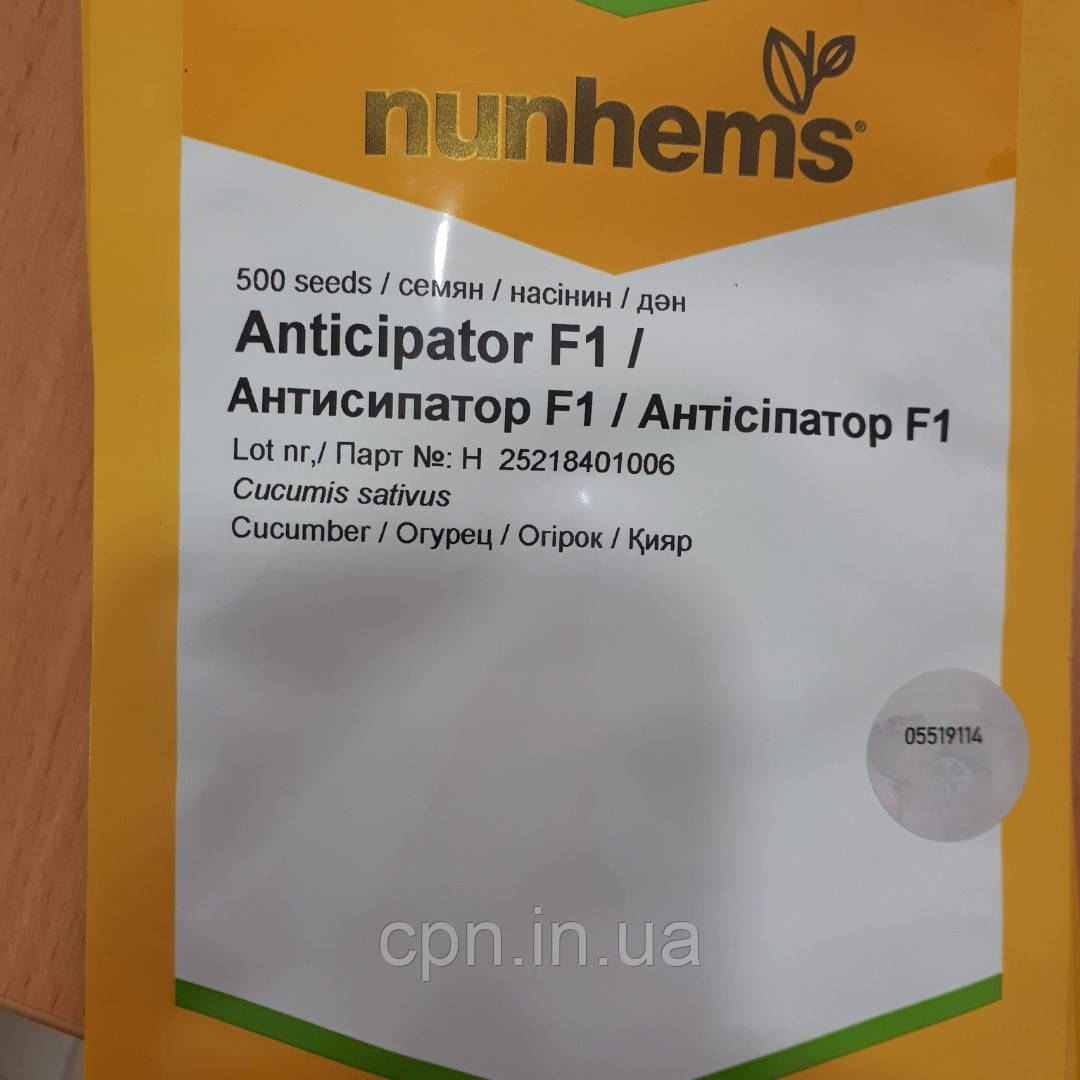 nunhems®
500 seeds / семян / насінин / дән
Anticipator F1 /
Антисипатор F1 / Антісіпатор F1
Lot nr,/ Парт №: H 25218401006
Cucumis sativus
Cucumber / Огурец / Огірок / Қияр
05519114
cpn.in.ua